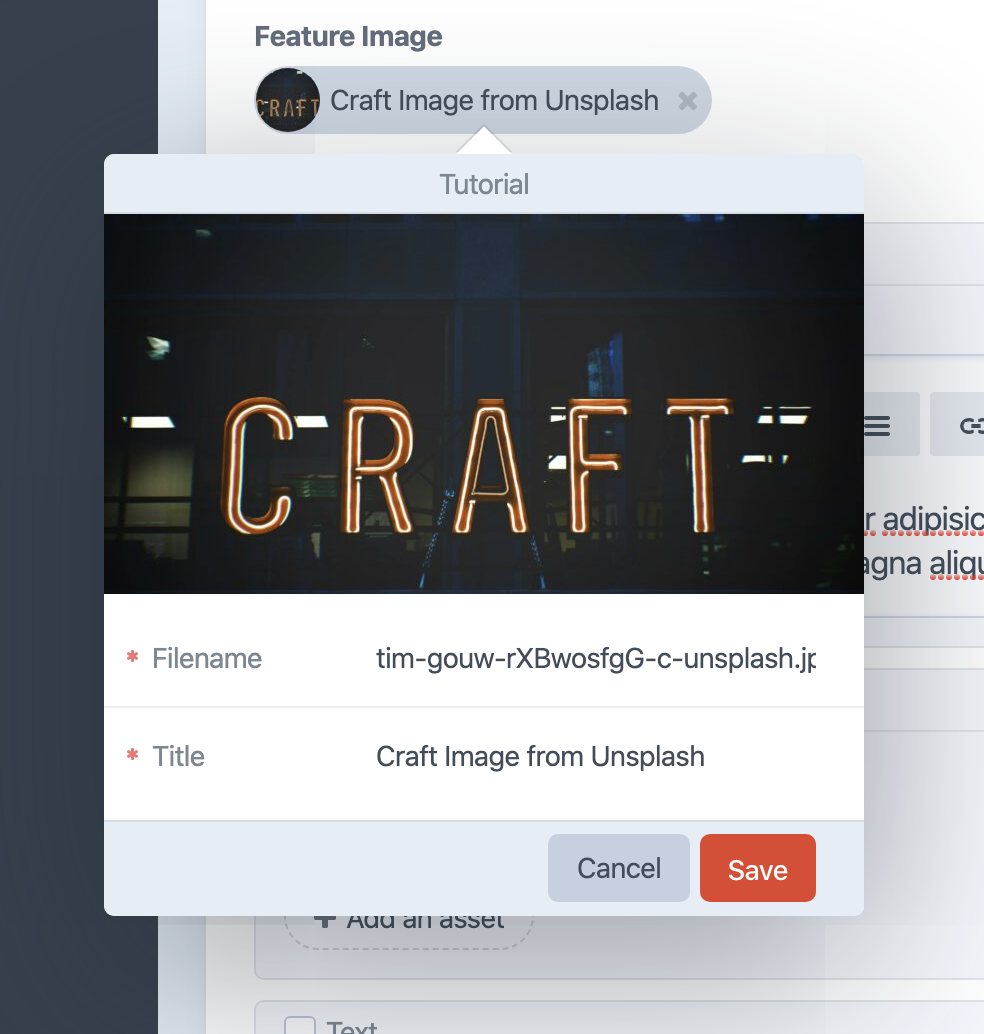 Feature Image
CRAFT
Craft Image from Unsplash
Tutorial
CRAFT
r adipisic
agna aliqu
* Filename
tim-gouw-rXBwosfgG-c-unsplash.jp
* Title
Craft Image from Unsplash
Cancel
Save
Add an asset
Text